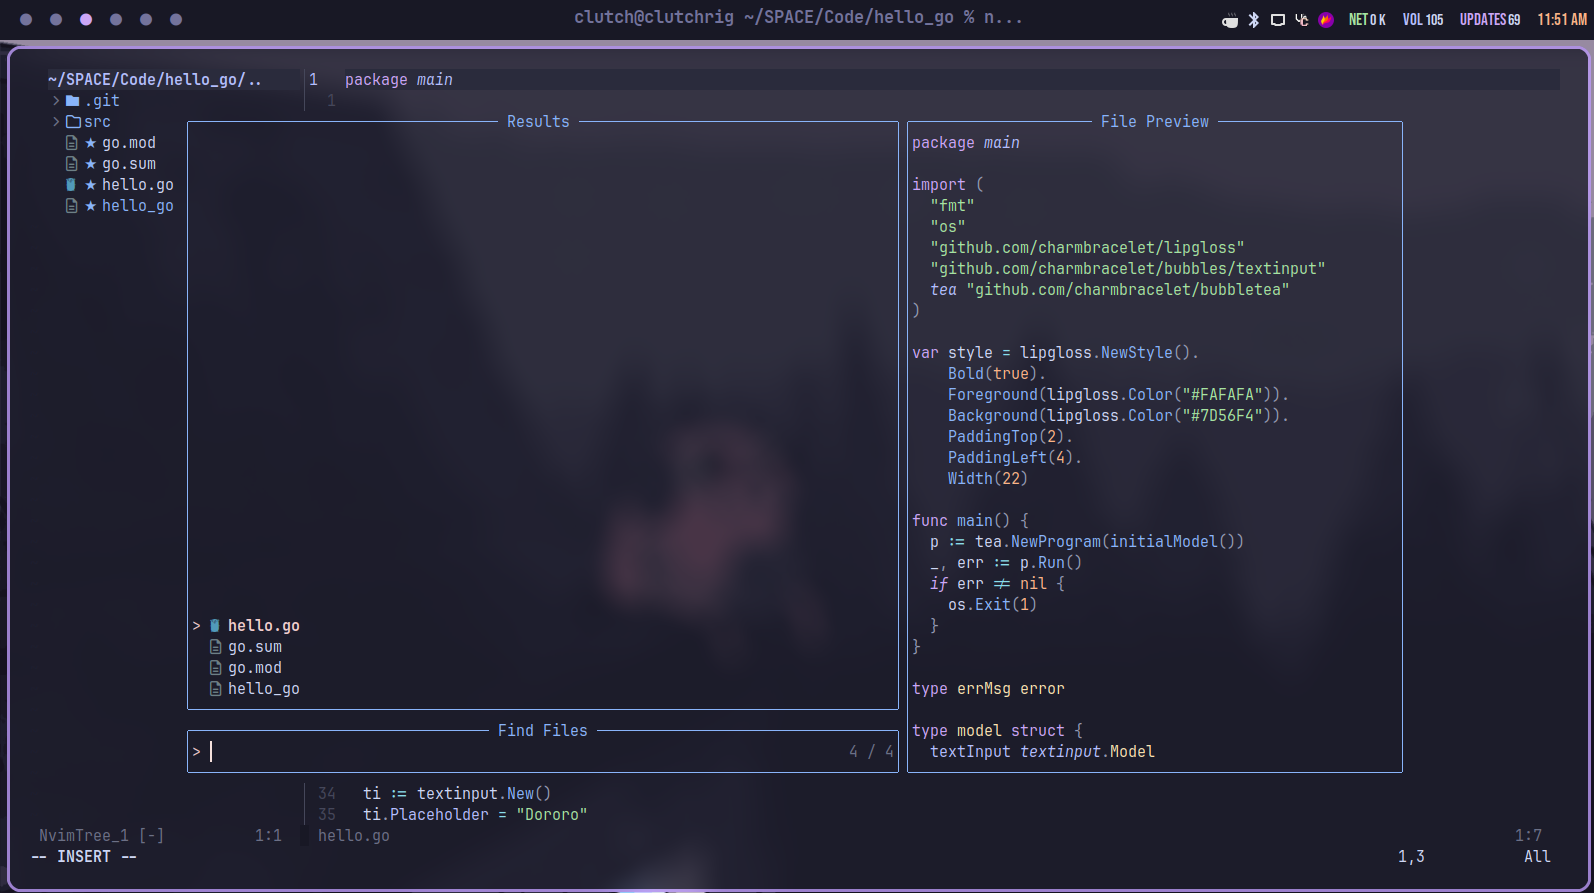 clutch@clutchrig ~/SPACE/Code/hello_go % n...
NET 0 K VOL 105 UPDATES 69 11:51 AM
~/SPACE/Code/hello_go/..
.git
src
go.mod
go.sum
hello.go
hello_go
1 package main
1
Results
> hello.go
go.sum
go.mod
hello_go
Find Files
> 4 / 4
File Preview
package main
import (
"fmt"
"os"
"github.com/charmbracelet/lipgloss"
"github.com/charmbracelet/bubbles/textinput"
tea "github.com/charmbracelet/bubbletea"
)
var style = lipgloss.NewStyle().
Bold(true).
Foreground(lipgloss.Color("#FAFAFA")).
Background(lipgloss.Color("#7D56F4")).
PaddingTop(2).
PaddingLeft(4).
Width(22)
func main() {
p := tea.NewProgram(initialModel())
_, err := p.Run()
if err != nil {
os.Exit(1)
}
}
type errMsg error
type model struct {
textInput textinput.Model
34 ti := textinput.New()
35 ti.Placeholder = "Dororo"
NvimTree_1 [-] 1:1 hello.go 1:7
-- INSERT -- 1,3 All